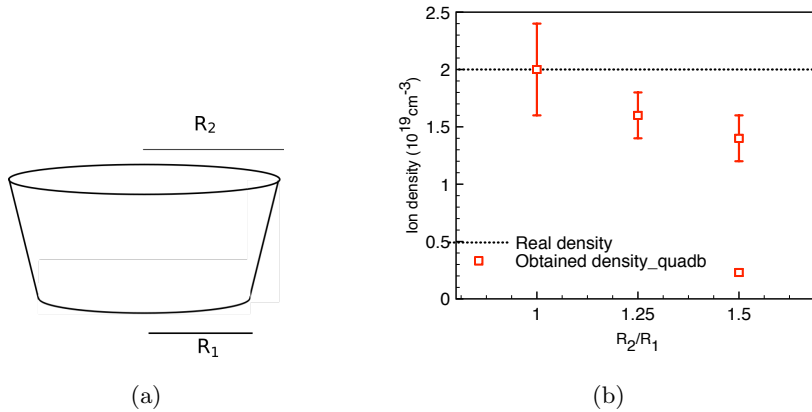 R2
R1
(a)
Ion density (10^19cm^-3)
2.5
2
1.5
1
0.5
0
Real density
Obtained density_quadb
1
1.25
1.5
R2/R1
(b)